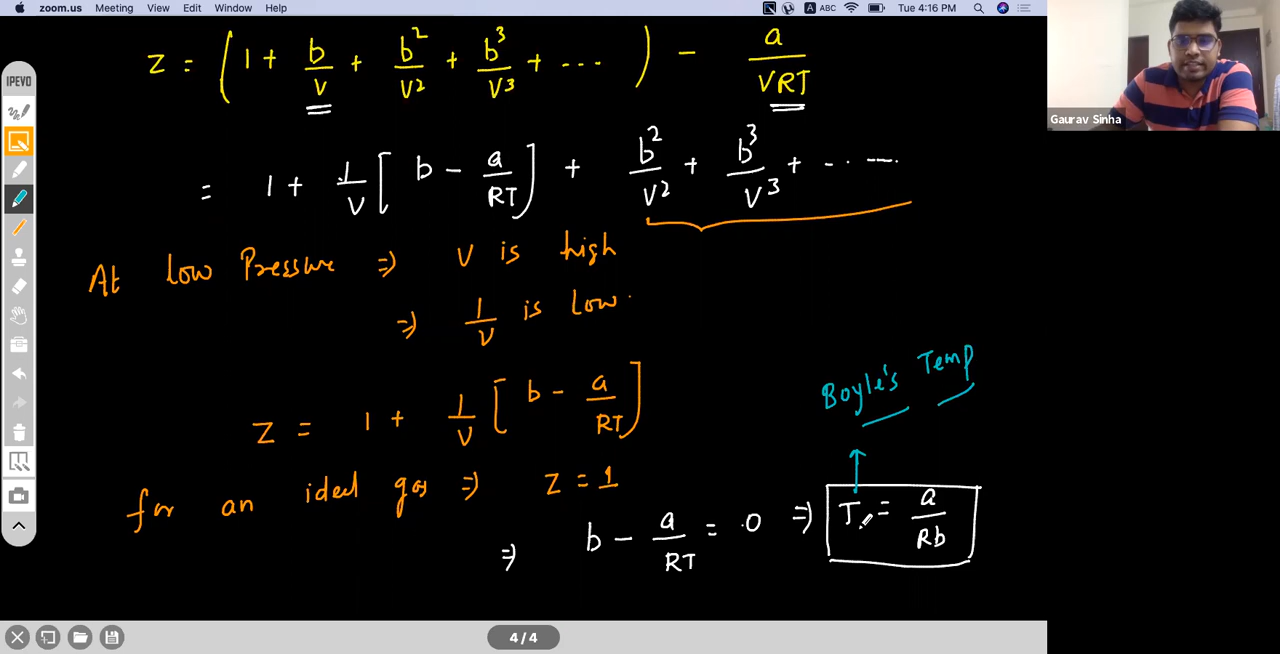 zoom.us Meeting View Edit Window Help
A ABC Tue 4:16 PM
IPEVO
Gaurav Sinha
Z = (1 + b/V + b²/V² + b³/V³ + ...) − a/VRT
= 1 + 1/V [b − a/RT] + b²/V² + b³/V³ + ...
At low Pressure ⇒ V is high
⇒ 1/V is low.
Boyle's Temp
Z = 1 + 1/V [b − a/RT]
for an ideal gas ⇒ Z = 1
⇒ b − a/RT = 0 ⇒ T = a/Rb
4/4